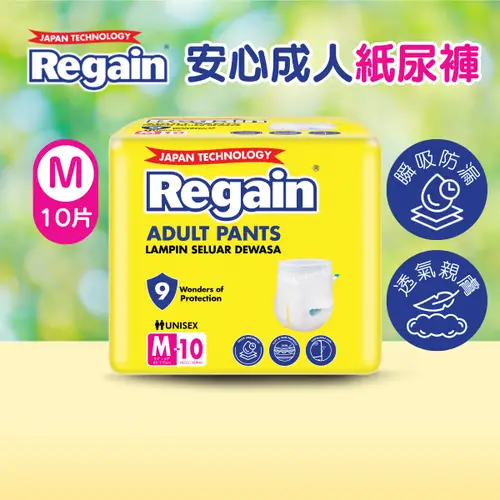 JAPAN TECHNOLOGY
Regain®
安心成人紙尿褲
M
10片
JAPAN TECHNOLOGY
Regain®
ADULT PANTS
LAMPIN SELUAR DEWASA
9 Wonders of
Protection
UNISEX
M-10
瞬吸防漏
透氣親膚